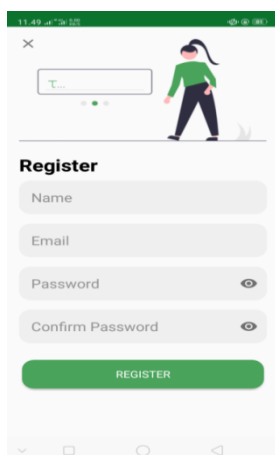 11.49
Register
Name
Email
Password
Confirm Password
REGISTER